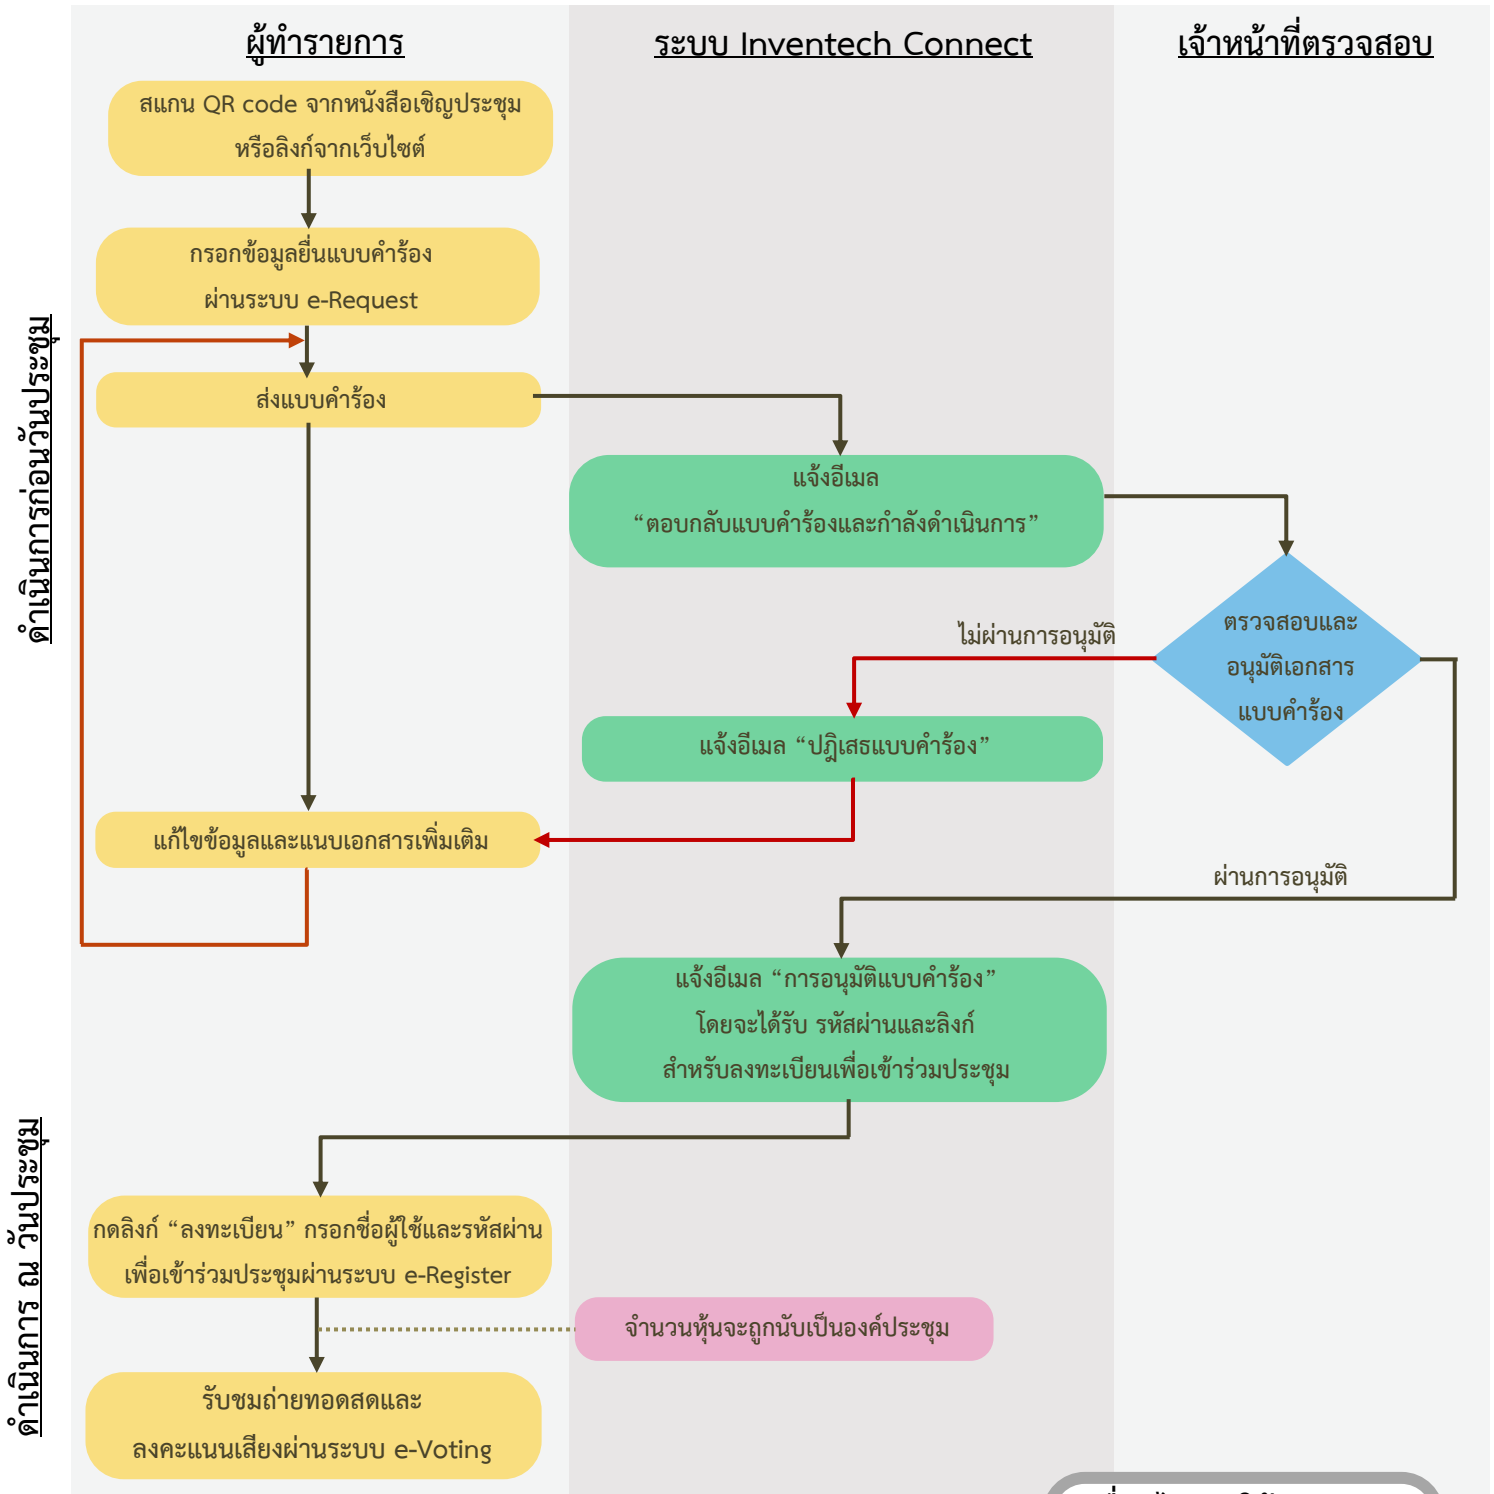 ผู้ทำรายการ
ระบบ Inventech Connect
เจ้าหน้าที่ตรวจสอบ
ดำเนินการก่อนวันประชุม
สแกน QR code จากหนังสือเชิญประชุม
หรือลิงก์จากเว็บไซต์
กรอกข้อมูลยื่นแบบคำร้อง
ผ่านระบบ e-Request
ส่งแบบคำร้อง
แจ้งอีเมล
“ตอบกลับแบบคำร้องและกำลังดำเนินการ”
ตรวจสอบและ
อนุมัติเอกสาร
แบบคำร้อง
ไม่ผ่านการอนุมัติ
แจ้งอีเมล “ปฎิเสธแบบคำร้อง”
แก้ไขข้อมูลและแนบเอกสารเพิ่มเติม
ผ่านการอนุมัติ
แจ้งอีเมล “การอนุมัติแบบคำร้อง”
โดยจะได้รับ รหัสผ่านและลิงก์
สำหรับลงทะเบียนเพื่อเข้าร่วมประชุม
ดำเนินการ ณ วันประชุม
กดลิงก์ “ลงทะเบียน” กรอกชื่อผู้ใช้และรหัสผ่าน
เพื่อเข้าร่วมประชุมผ่านระบบ e-Register
จำนวนหุ้นจะถูกนับเป็นองค์ประชุม
รับชมถ่ายทอดสดและ
ลงคะแนนเสียงผ่านระบบ e-Voting